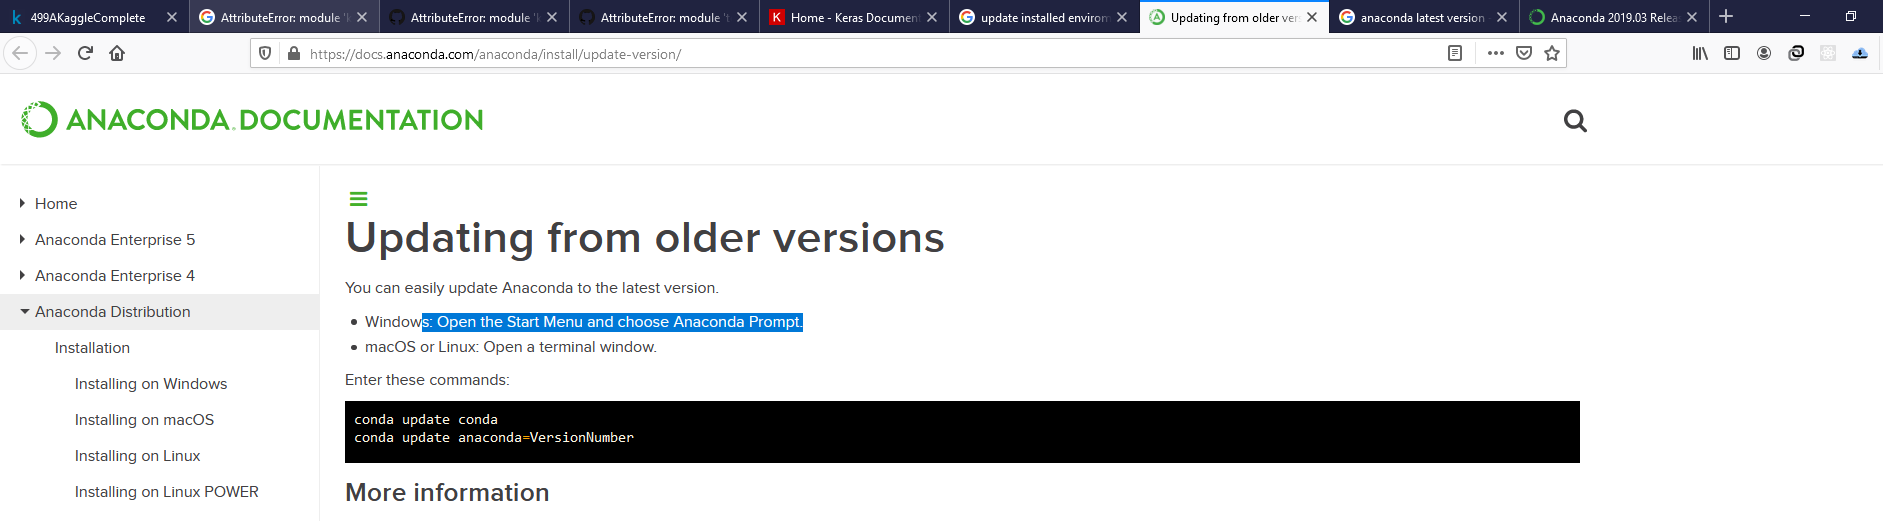 499AKaggleComplete
AttributeError: module 'k
AttributeError: module 'k
AttributeError: module 't
Home - Keras Documen
update installed envirom
Updating from older vers
anaconda latest version -
Anaconda 2019.03 Releas
https://docs.anaconda.com/anaconda/install/update-version/
ANACONDA. DOCUMENTATION
Home
Anaconda Enterprise 5
Anaconda Enterprise 4
Anaconda Distribution
Installation
Installing on Windows
Installing on macOS
Installing on Linux
Installing on Linux POWER
Updating from older versions
You can easily update Anaconda to the latest version.
Windows: Open the Start Menu and choose Anaconda Prompt.
macOS or Linux: Open a terminal window.
Enter these commands:
conda update conda
conda update anaconda=VersionNumber
More information